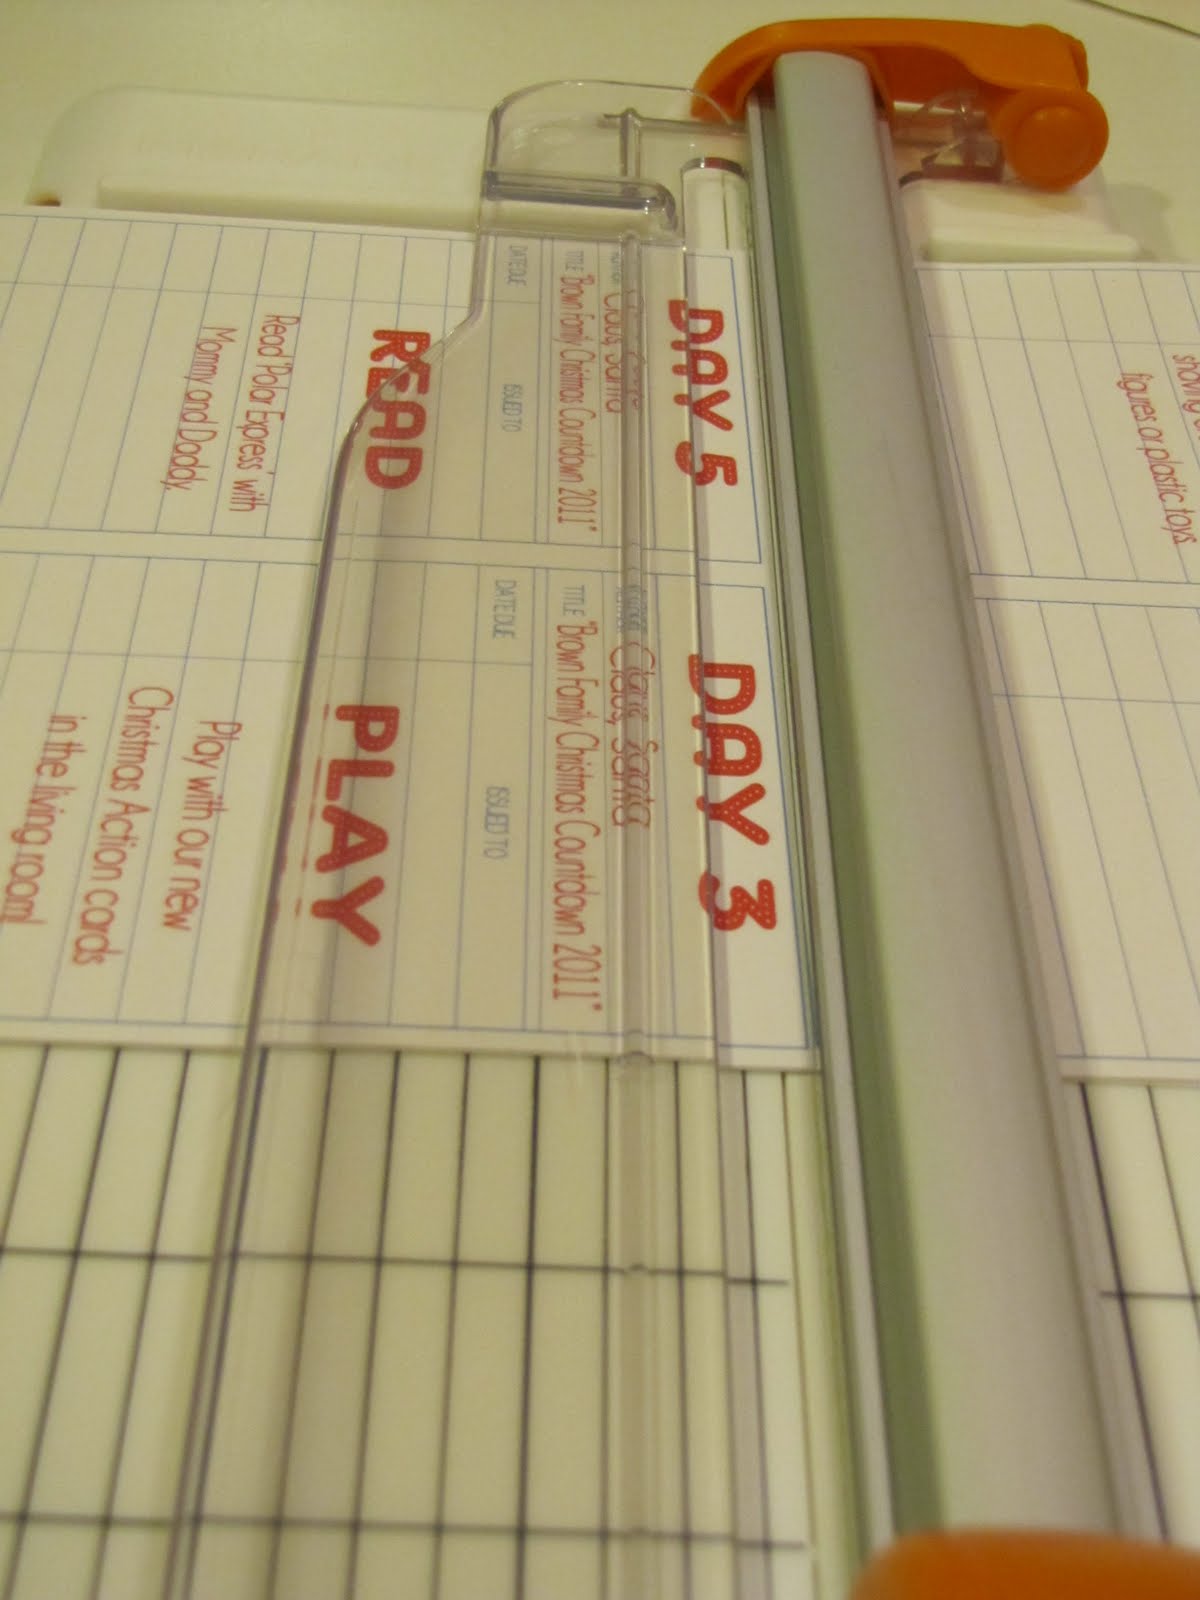 DAY 5
Claus, Santa
TITLE "Brown Family Christmas Countdown 2011"
DATE DUE ISSUED TO
READ
Read 'Polar Express' with
Mommy and Daddy.
DAY 3
Claus, Santa
TITLE "Brown Family Christmas Countdown 2011"
DATE DUE ISSUED TO
PLAY
Play with our new
Christmas Action cards
in the living room!
showing
figures or plastic toys.